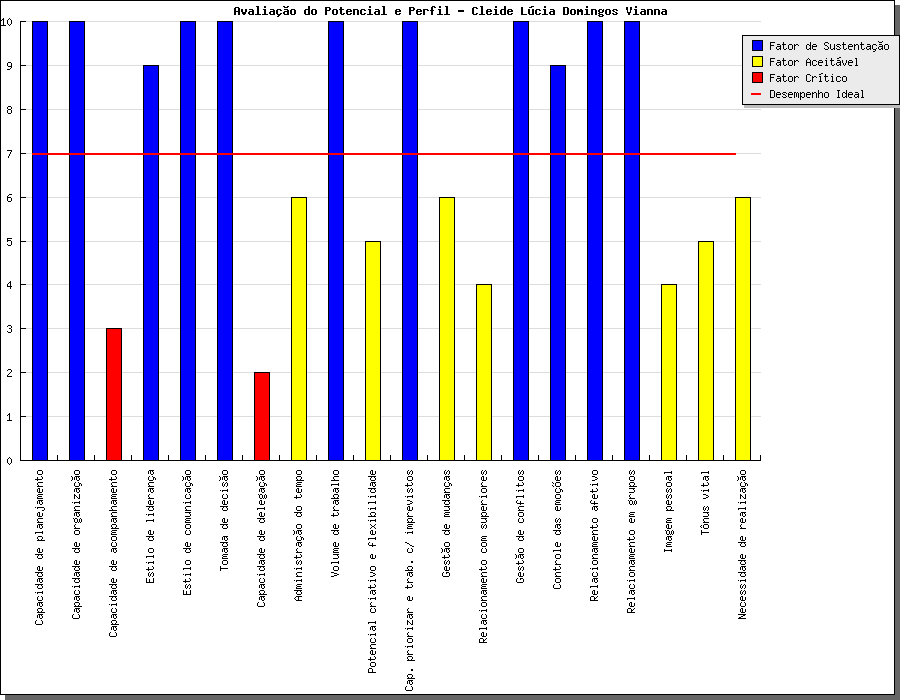 Avaliação do Potencial e Perfil - Cleide Lúcia Domingos Vianna
10
9
8
7
6
5
4
3
2
1
0
Fator de Sustentação
Fator Aceitável
Fator Crítico
Desempenho Ideal
Capacidade de planejamento
Capacidade de organização
Capacidade de acompanhamento
Estilo de liderança
Estilo de comunicação
Tomada de decisão
Capacidade de delegação
Administração do tempo
Volume de trabalho
Potencial criativo e flexibilidade
Cap. priorizar e trab. c/ imprevistos
Gestão de mudanças
Relacionamento com superiores
Gestão de conflitos
Controle das emoções
Relacionamento afetivo
Relacionamento em grupos
Imagem pessoal
Tônus vital
Necessidade de realização